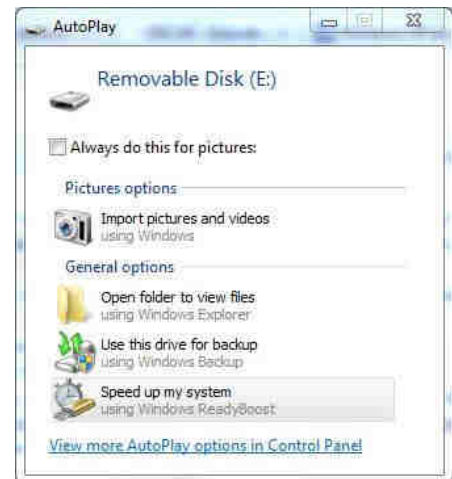 AutoPlay
Removable Disk (E:)
Always do this for pictures:
Pictures options
Import pictures and videos
using Windows
General options
Open folder to view files
using Windows Explorer
Use this drive for backup
using Windows Backup
Speed up my system
using Windows ReadyBoost
View more AutoPlay options in Control Panel